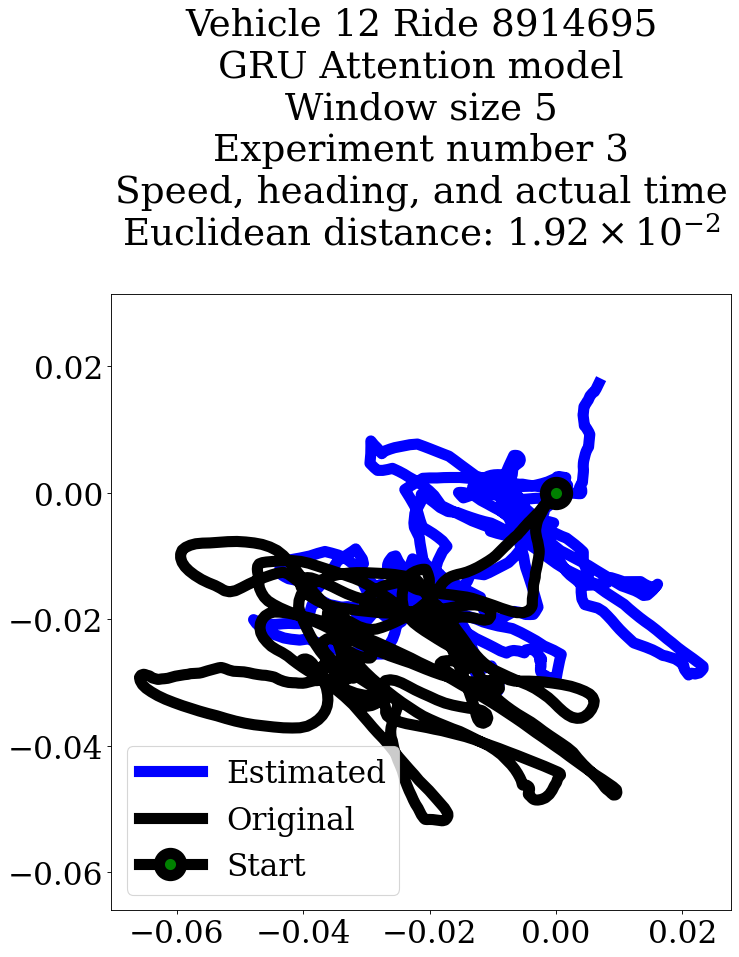 Vehicle 12 Ride 8914695
GRU Attention model
Window size 5
Experiment number 3
Speed, heading, and actual time
Euclidean distance: 1.92 × 10⁻²
0.02
0.00
−0.02
−0.04
−0.06
Estimated
Original
Start
−0.06 −0.04 −0.02 0.00 0.02